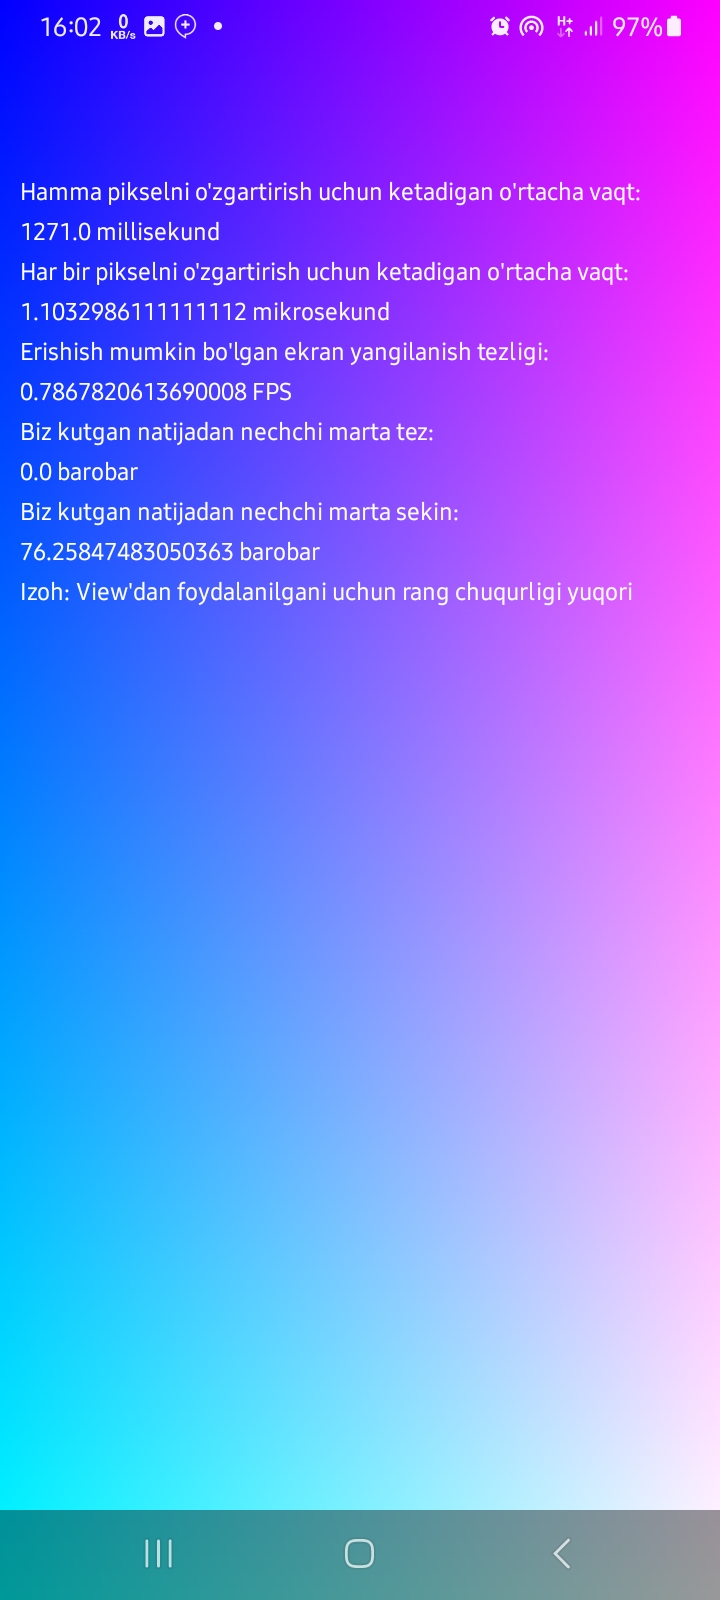 16:02 0 KB/s H+ 97%
Hamma pikselni o'zgartirish uchun ketadigan o'rtacha vaqt:
1271.0 millisekund
Har bir pikselni o'zgartirish uchun ketadigan o'rtacha vaqt:
1.1032986111111112 mikrosekund
Erishish mumkin bo'lgan ekran yangilanish tezligi:
0.7867820613690008 FPS
Biz kutgan natijadan nechchi marta tez:
0.0 barobar
Biz kutgan natijadan nechchi marta sekin:
76.25847483050363 barobar
Izoh: View'dan foydalanilgani uchun rang chuqurligi yuqori